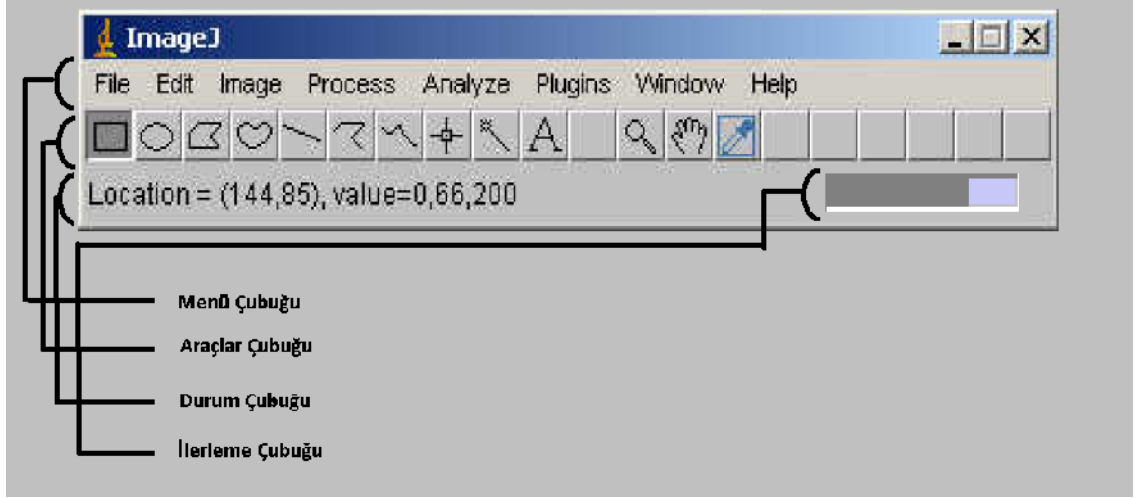 ImageJ
File Edit Image Process Analyze Plugins Window Help
A
Location = (144,85), value=0,66,200
Menü Çubuğu
Araçlar Çubuğu
Durum Çubuğu
İlerleme Çubuğu